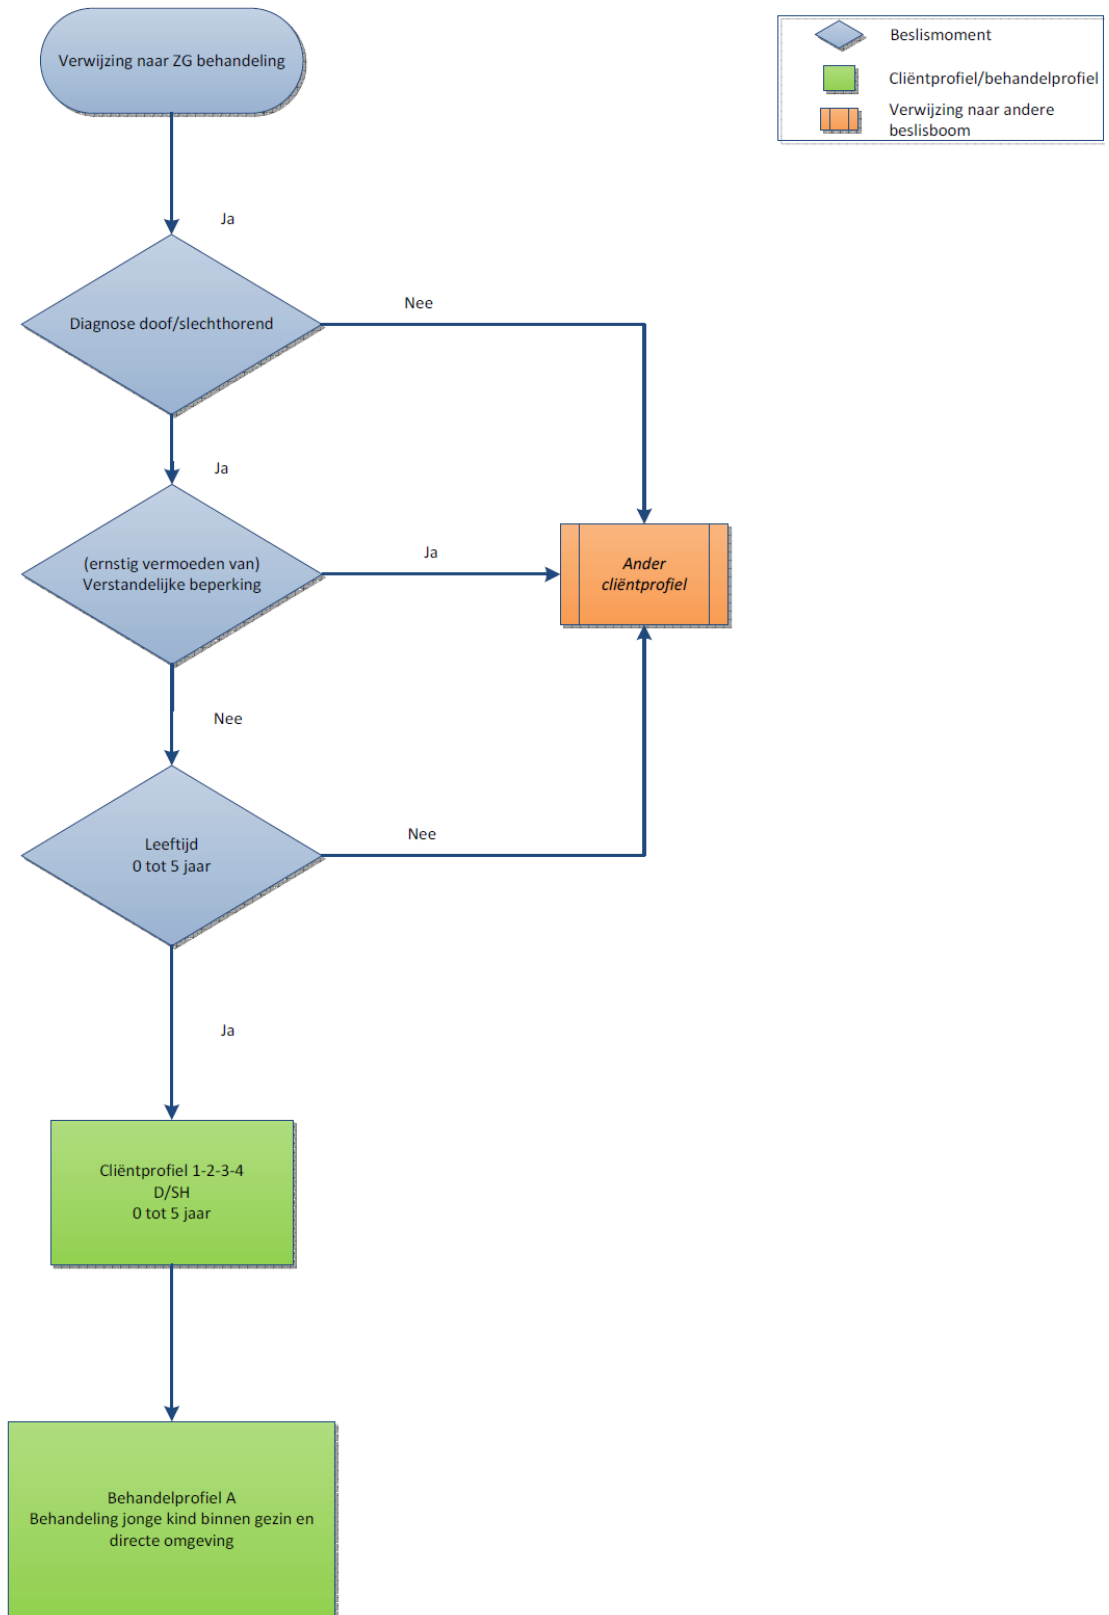 Verwijzing naar ZG behandeling
Beslismoment
Cliëntprofiel/behandelprofiel
Verwijzing naar andere
beslisboom
Ja
Diagnose doof/slechthorend
Nee
Ja
(ernstig vermoeden van)
Verstandelijke beperking
Ja
Ander
cliëntprofiel
Nee
Leeftijd
0 tot 5 jaar
Nee
Ja
Cliëntprofiel 1-2-3-4
D/SH
0 tot 5 jaar
Behandelprofiel A
Behandeling jonge kind binnen gezin en
directe omgeving